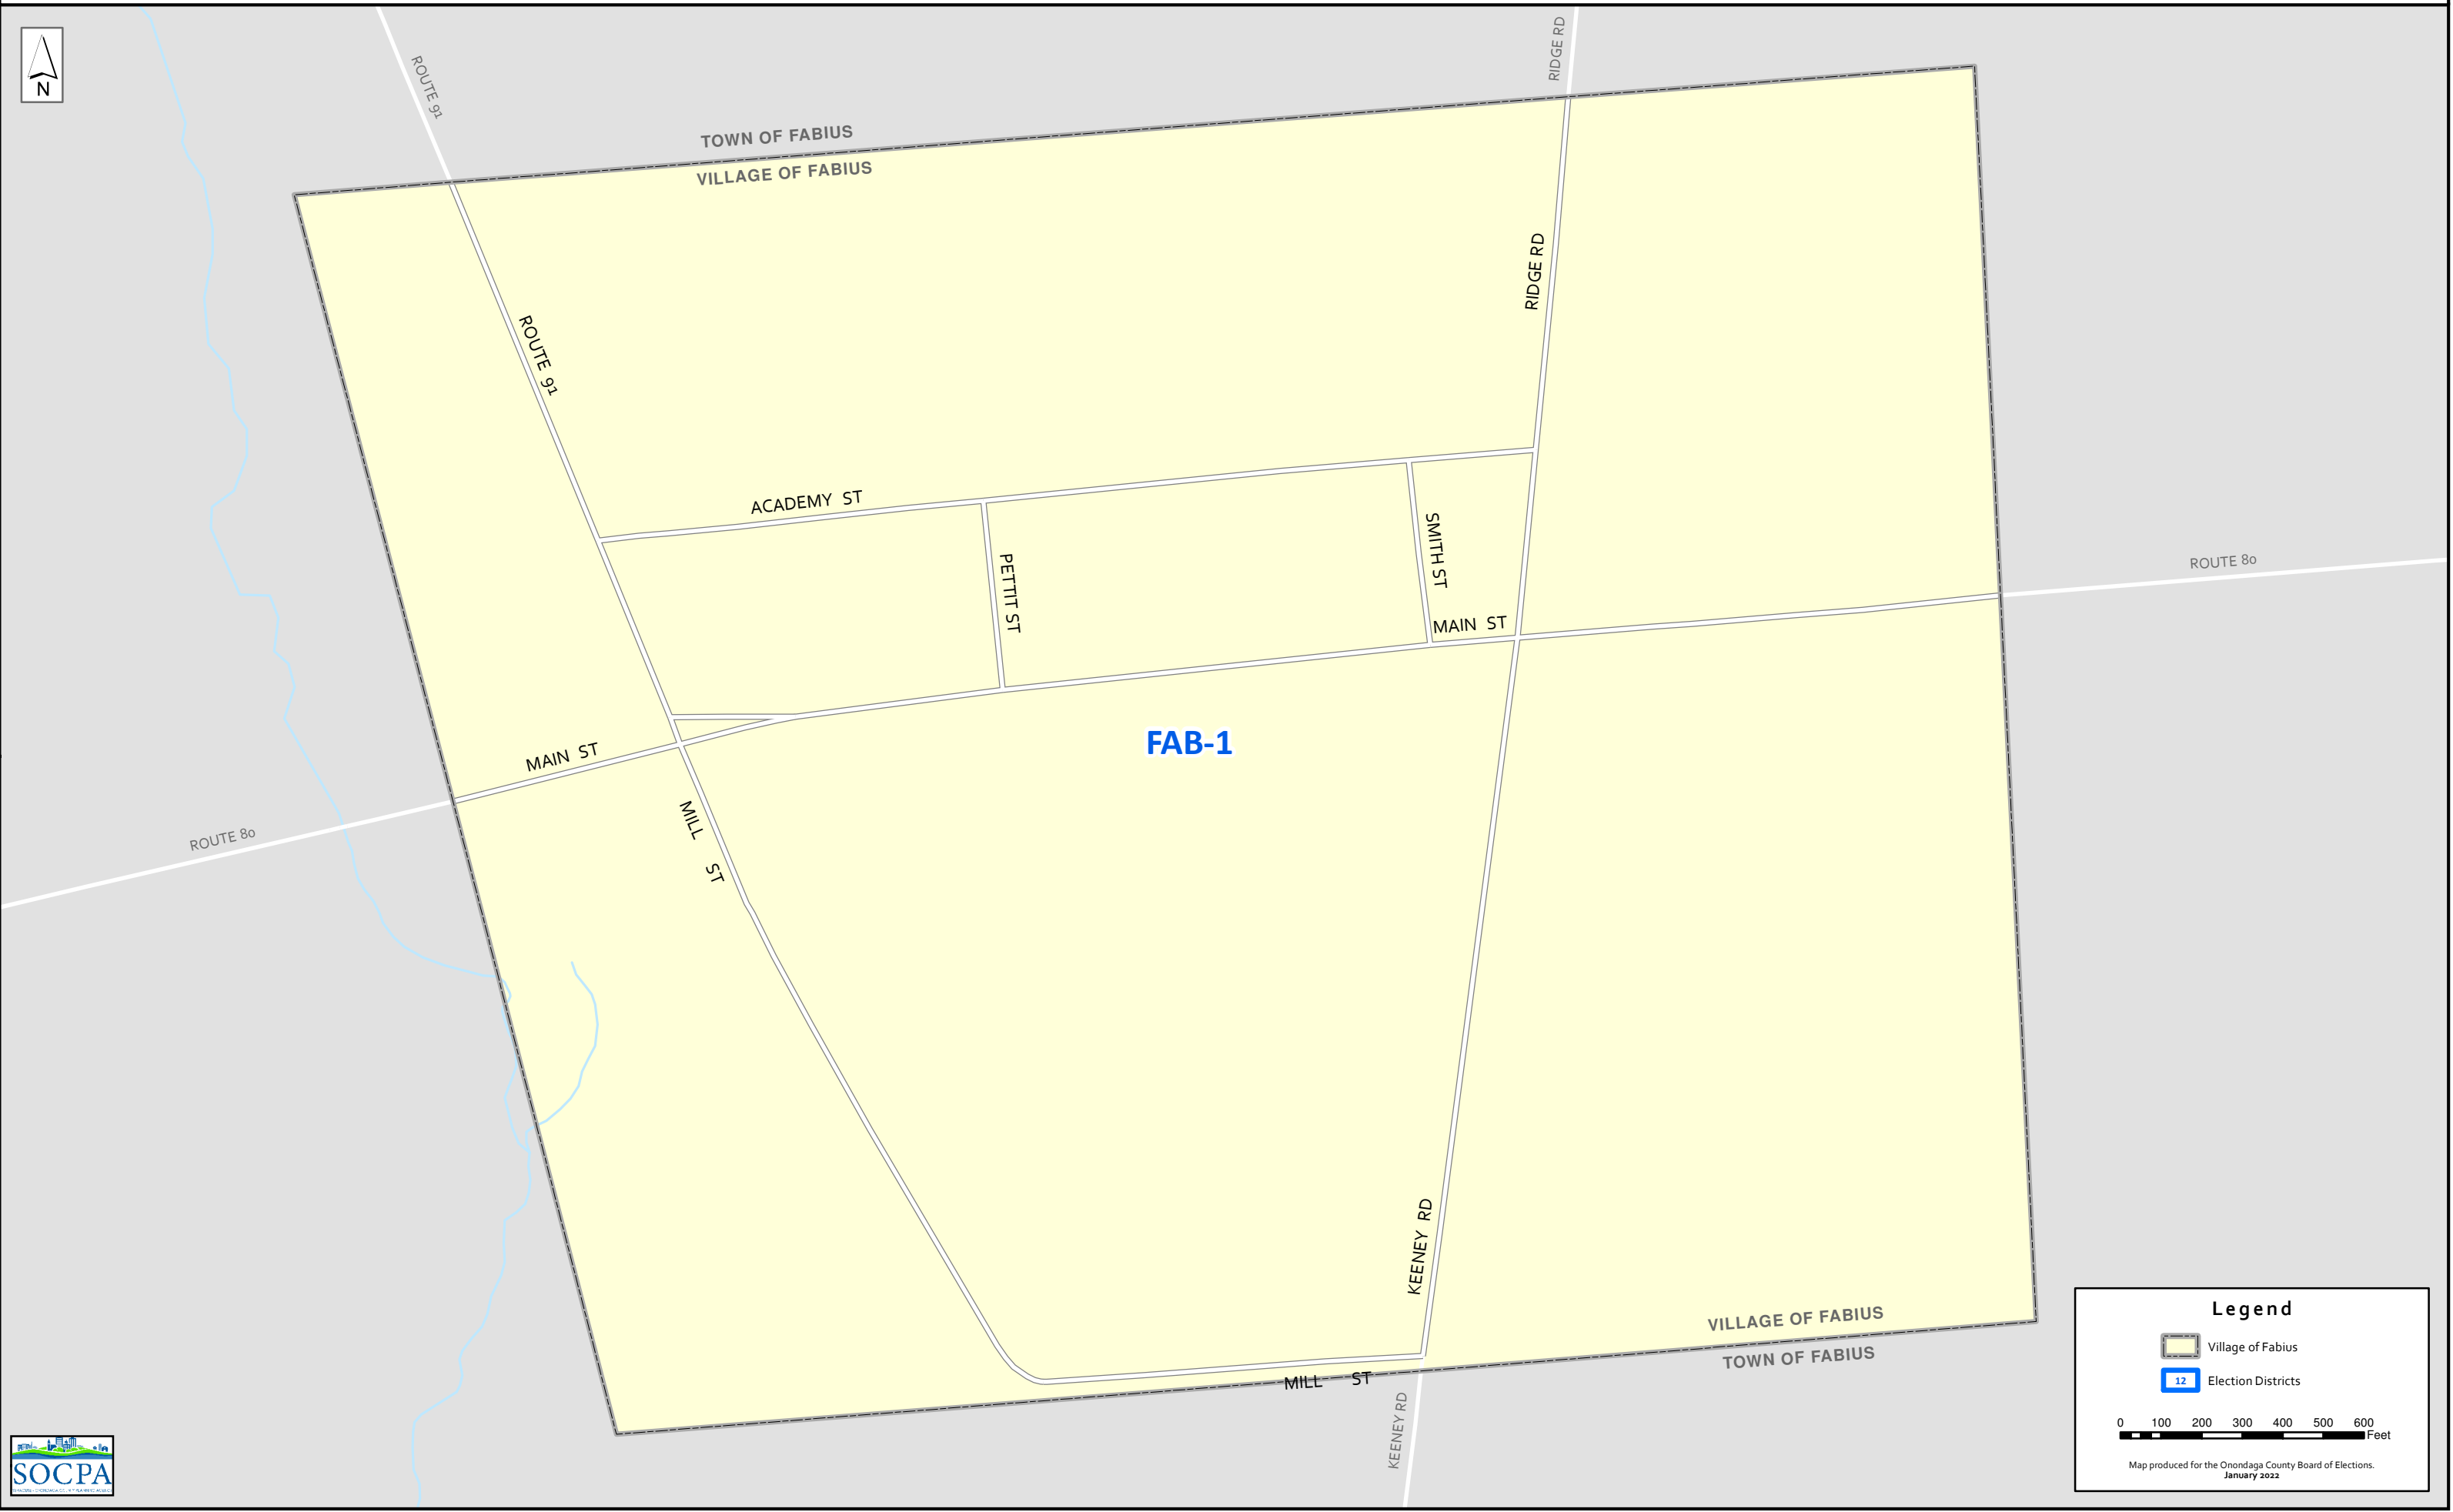 N
ROUTE 91
RIDGE RD
TOWN OF FABIUS
VILLAGE OF FABIUS
RIDGE RD
ROUTE 91
ACADEMY ST
PETTIT ST
SMITH ST
MAIN ST
ROUTE 80
MAIN ST
FAB-1
ROUTE 80
MILL ST
KEENEY RD
VILLAGE OF FABIUS
TOWN OF FABIUS
MILL ST
KEENEY RD
Legend
Village of Fabius
12 Election Districts
0 100 200 300 400 500 600
Feet
Map produced for the Onondaga County Board of Elections.
January 2022
SOCPA